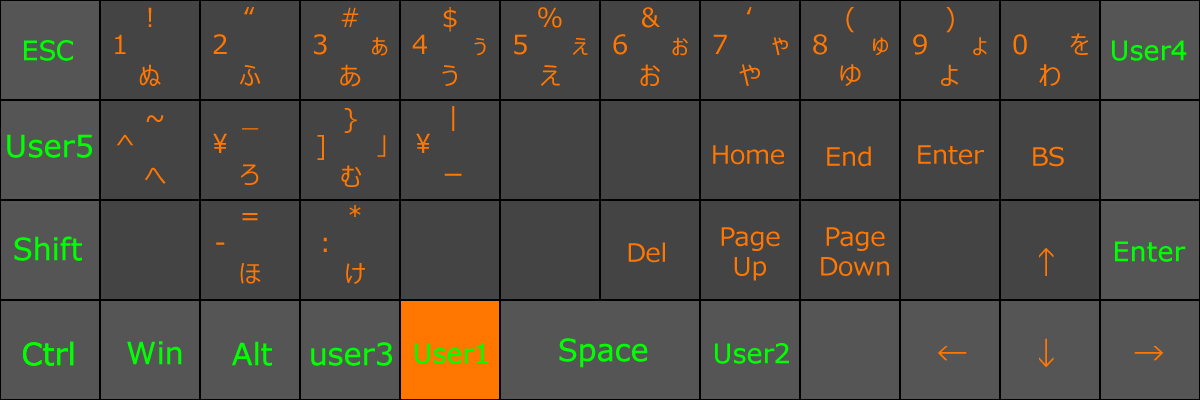 ! “ # $ % & ‘ ( )
ESC 1 2 3 ぁ 4 ぅ 5 ぇ 6 ぉ 7 ゃ 8 ゅ 9 ょ 0 を User4
ぬ ふ あ う え お や ゆ よ わ
~ _ } |
User5 ^ ¥ ] 」 ¥
へ ろ む ー Home End Enter BS
= *
Shift - : Del Page Up Page Down ↑ Enter
ほ け
Ctrl Win Alt user3 User1 Space User2 ← ↓ →